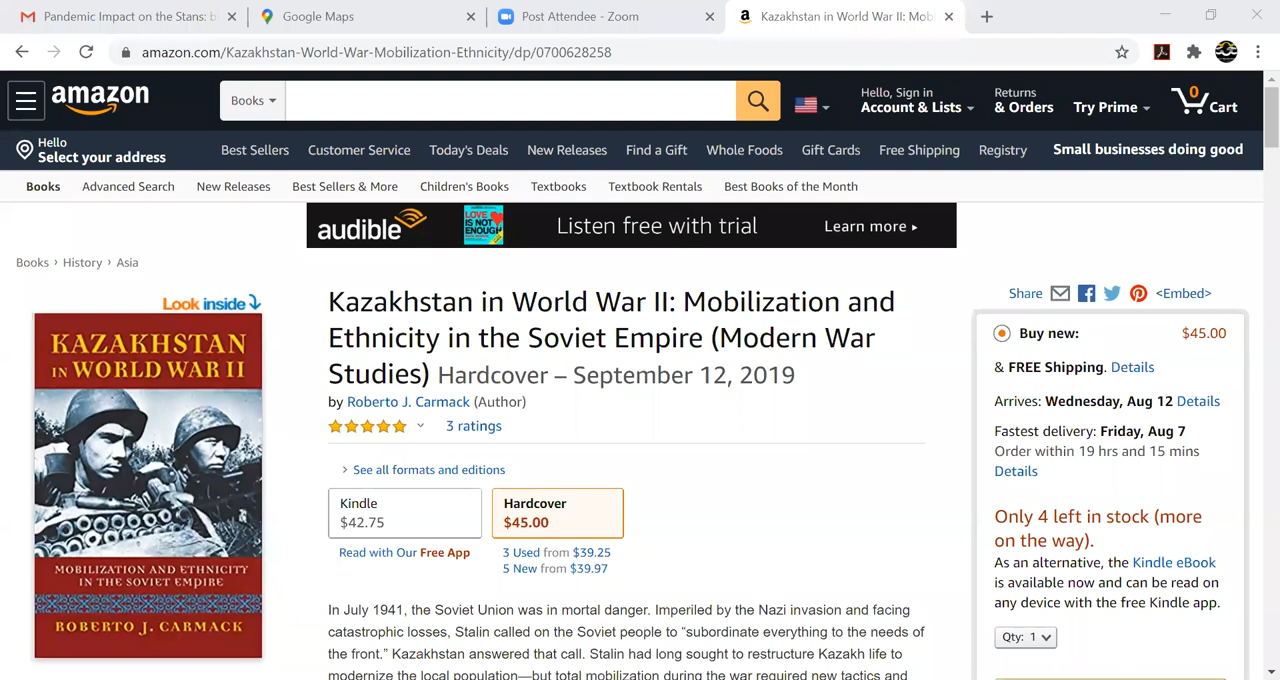 Pandemic Impact on the Stans: b
Google Maps
Post Attendee - Zoom
Kazakhstan in World War II: Mob
amazon.com/Kazakhstan-World-War-Mobilization-Ethnicity/dp/0700628258
amazon
Books
Hello, Sign in
Account & Lists
Returns
& Orders
Try Prime
0
Cart
Hello
Select your address
Best Sellers
Customer Service
Today's Deals
New Releases
Find a Gift
Whole Foods
Gift Cards
Free Shipping
Registry
Small businesses doing good
Books
Advanced Search
New Releases
Best Sellers & More
Children's Books
Textbooks
Textbook Rentals
Best Books of the Month
audible
LOVE
IS NOT
ENOUGH
Listen free with trial
Learn more ▸
Books › History › Asia
Look inside
KAZAKHSTAN
IN WORLD WAR II
MOBILIZATION AND ETHNICITY
IN THE SOVIET EMPIRE
ROBERTO J. CARMACK
Kazakhstan in World War II: Mobilization and
Ethnicity in the Soviet Empire (Modern War
Studies) Hardcover – September 12, 2019
by Roberto J. Carmack (Author)
3 ratings
› See all formats and editions
Kindle
$42.75
Hardcover
$45.00
Read with Our Free App
3 Used from $39.25
5 New from $39.97
In July 1941, the Soviet Union was in mortal danger. Imperiled by the Nazi invasion and facing
catastrophic losses, Stalin called on the Soviet people to “subordinate everything to the needs of
the front.” Kazakhstan answered that call. Stalin had long sought to restructure Kazakh life to
modernize the local population—but total mobilization during the war required new tactics and
Share
<Embed>
Buy new:
$45.00
& FREE Shipping. Details
Arrives: Wednesday, Aug 12 Details
Fastest delivery: Friday, Aug 7
Order within 19 hrs and 15 mins
Details
Only 4 left in stock (more
on the way).
As an alternative, the Kindle eBook
is available now and can be read on
any device with the free Kindle app.
Qty: 1